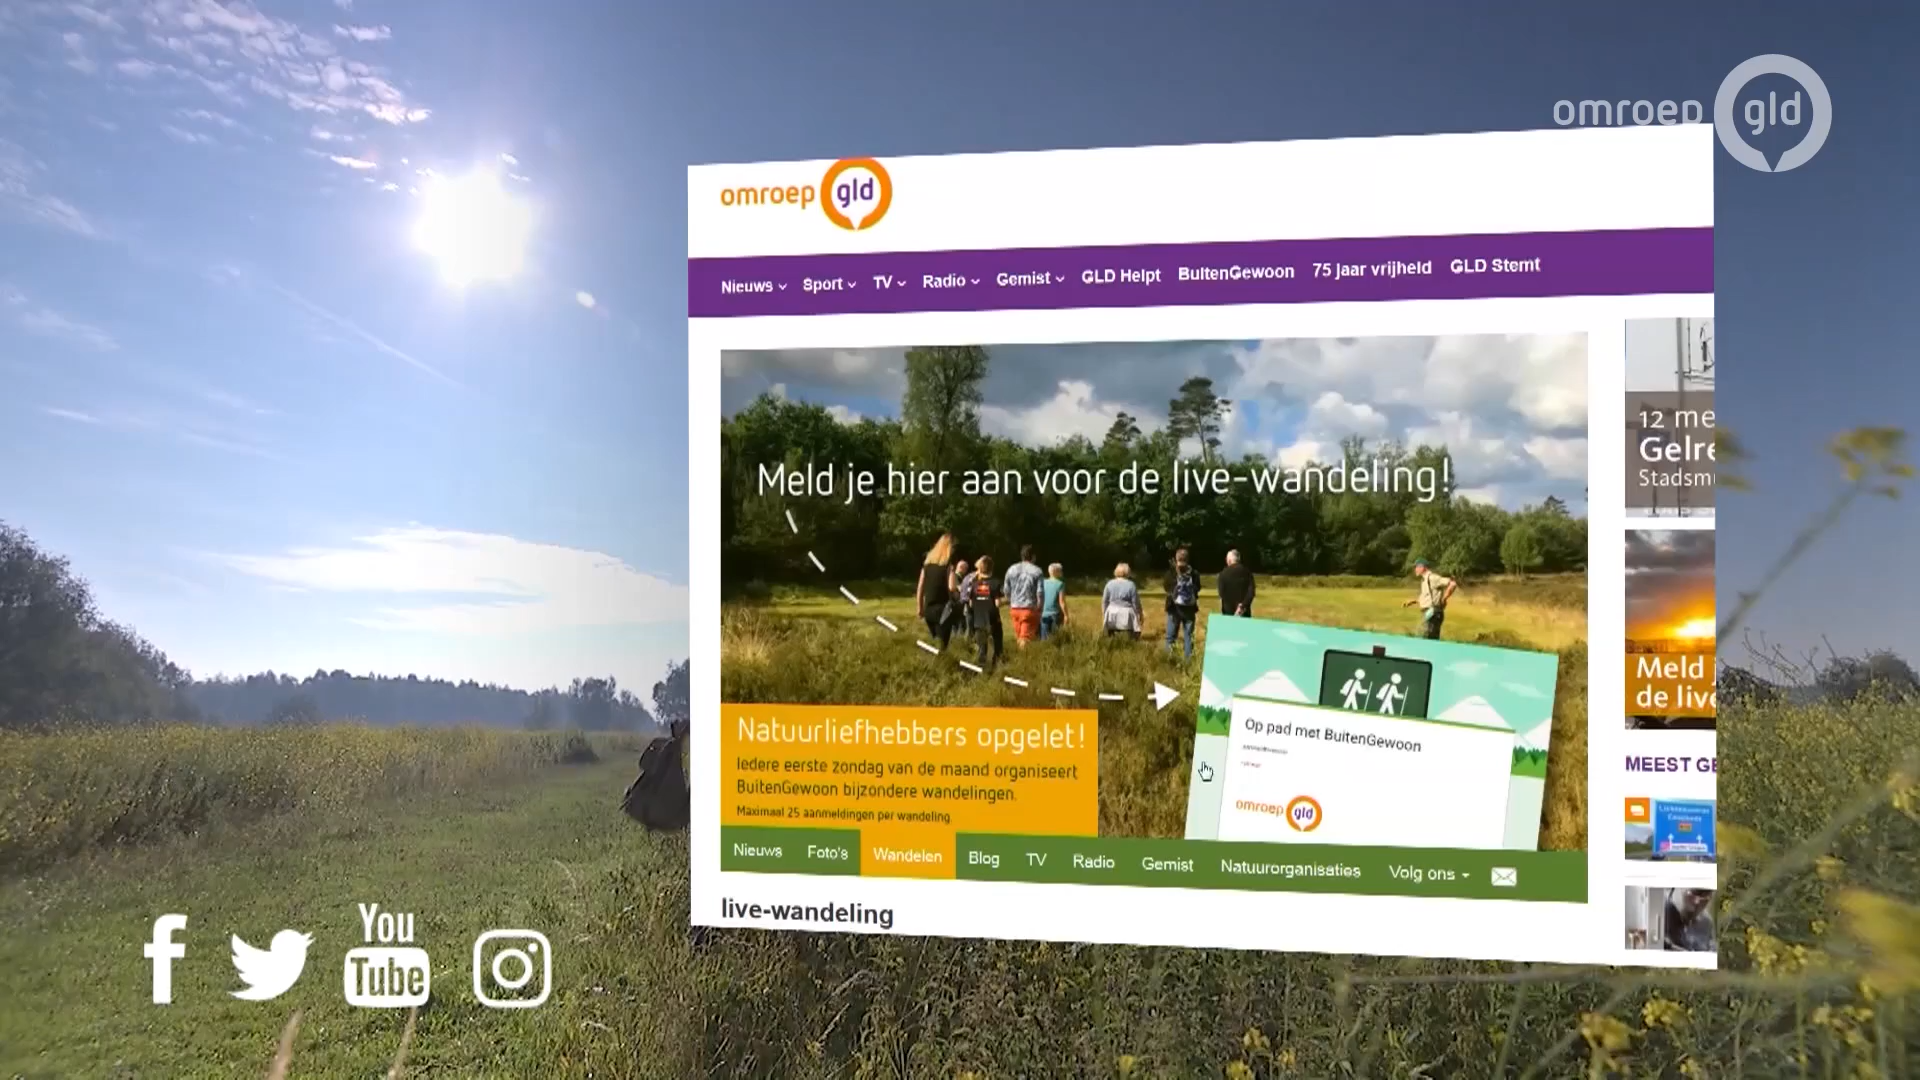 omroep gld
omroep gld
Nieuws Sport TV Radio Gemist GLD Helpt BuitenGewoon 75 jaar vrijheid GLD Stemt
Meld je hier aan voor de live-wandeling!
Natuurliefhebbers opgelet!
Iedere eerste zondag van de maand organiseert
BuitenGewoon bijzondere wandelingen.
Maximaal 25 aanmeldingen per wandeling.
Op pad met BuitenGewoon
omroep gld
Nieuws Foto's Wandelen Blog TV Radio Gemist Natuurorganisaties Volg ons
live-wandeling
12 me
Gelre
Stadsmu
Meld j
de live
MEEST GE
You
Tube